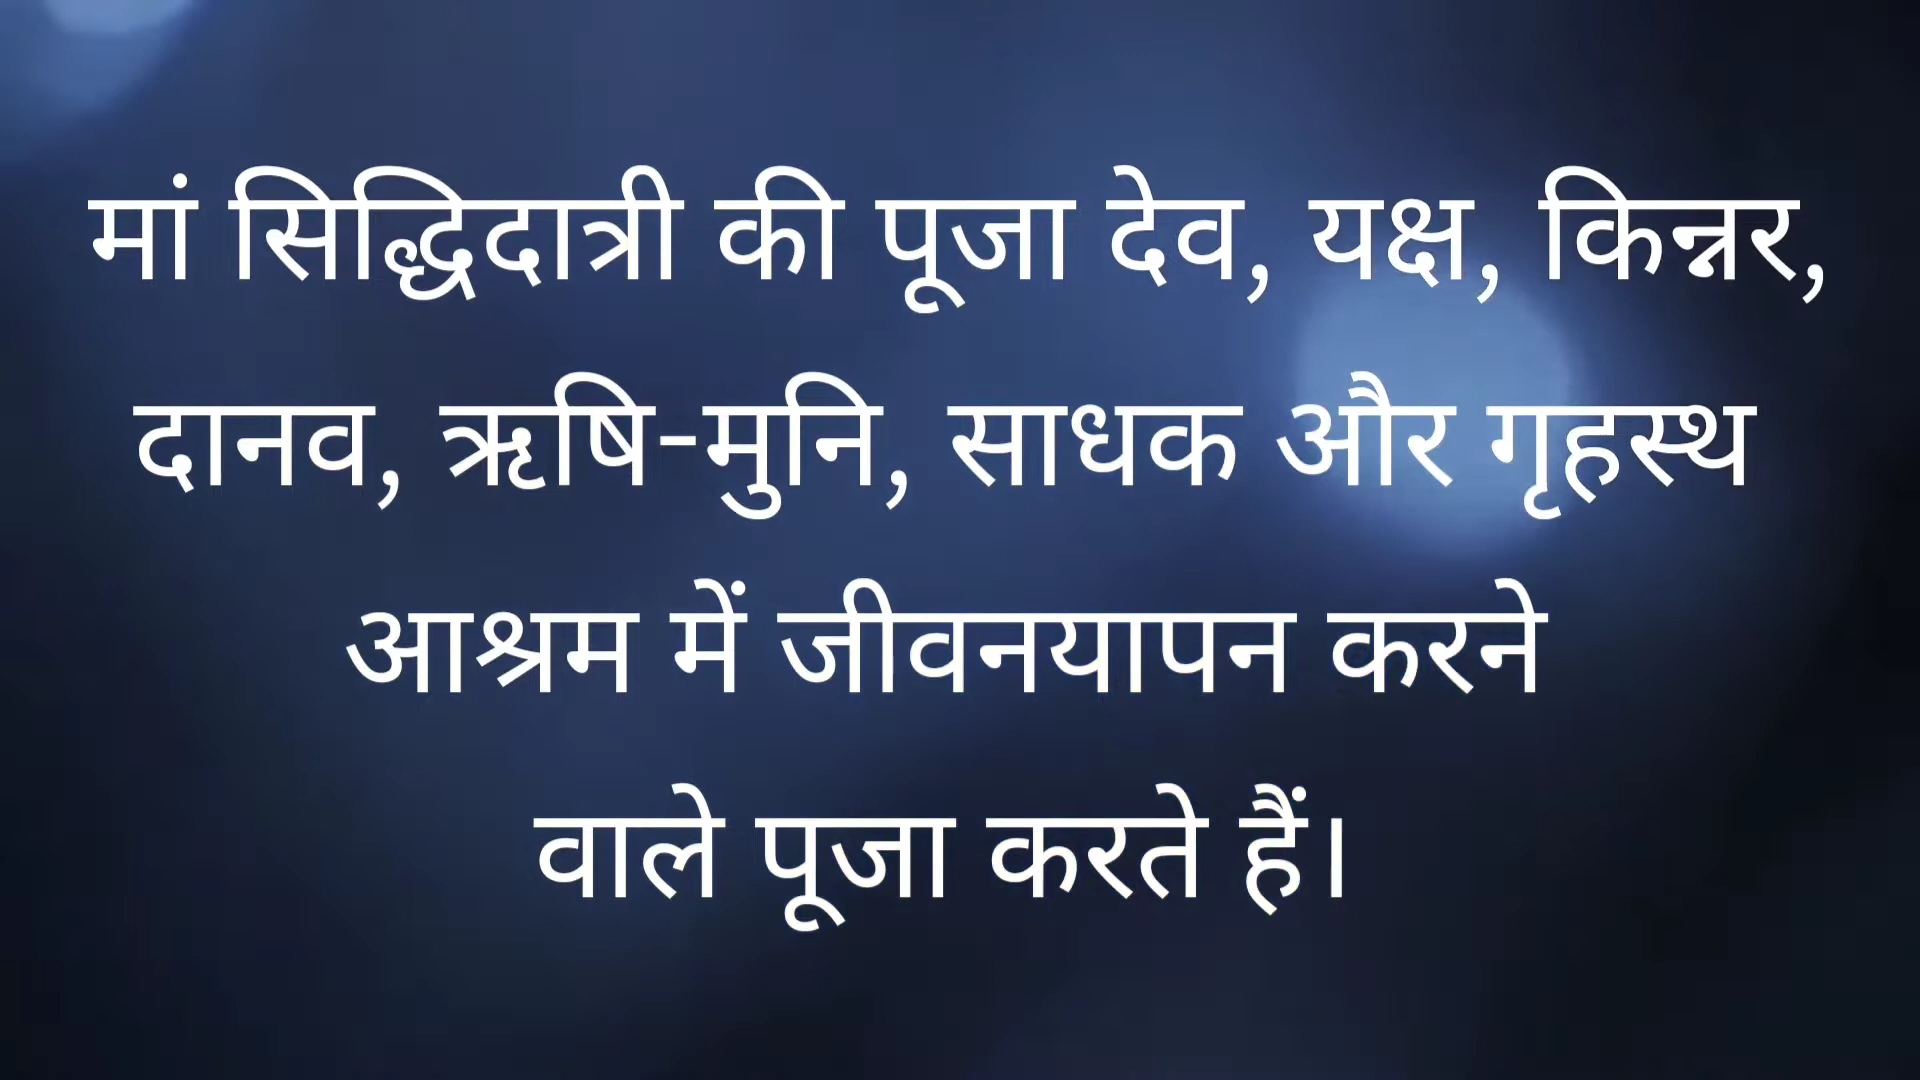 मां सिद्धिदात्री की पूजा देव, यक्ष, किन्नर,
दानव, ऋषि-मुनि, साधक और गृहस्थ
आश्रम में जीवनयापन करने
वाले पूजा करते हैं।